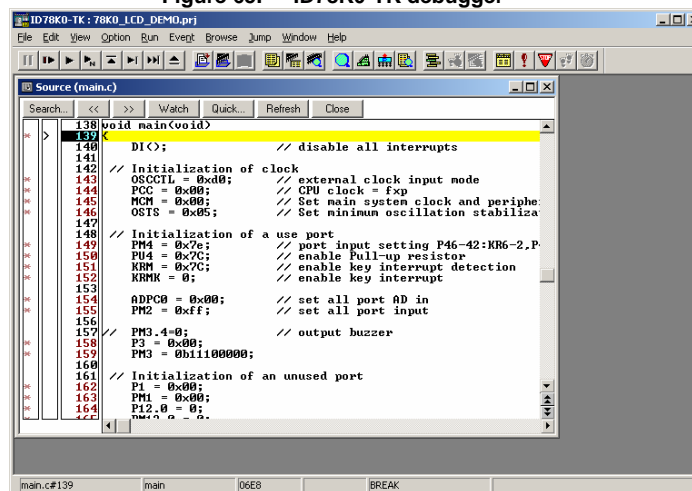 ID78K0-TK debugger
ID78K0-TK : 78K0_LCD_DEMO.prj
File Edit View Option Run Event Browse Jump Window Help
Source (main.c)
Search... << >> Watch Quick... Refresh Close
138 void main(void)
* > 139 {
140 DI(); // disable all interrupts
141
142 // Initialization of clock
* 143 OSCCTL = 0xd0; // external clock input mode
* 144 PCC = 0x00; // CPU clock = fxp
* 145 MCM = 0x00; // Set main system clock and periphe
* 146 OSTS = 0x05; // Set minimum oscillation stabiliza
147
148 // Initialization of a use port
* 149 PM4 = 0x7e; // port input setting P46-42:KR6-2,P
* 150 PU4 = 0x7C; // enable Pull-up resistor
* 151 KRM = 0x7C; // enable key interrupt detection
* 152 KRMK = 0; // enable key interrupt
153
* 154 ADPC0 = 0x00; // set all port AD in
* 155 PM2 = 0xff; // set all port input
156
157 // PM3.4=0; // output buzzer
* 158 P3 = 0x00;
* 159 PM3 = 0b11100000;
160
161 // Initialization of an unused port
* 162 P1 = 0x00;
* 163 PM1 = 0x00;
* 164 P12.0 = 0;
main.c#139 main 06E8 BREAK